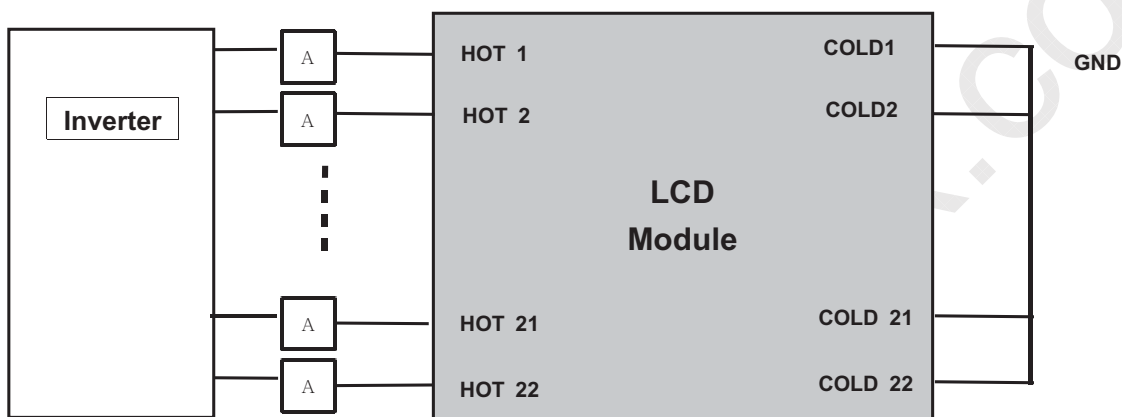 A HOT 1 COLD1
GND
Inverter A HOT 2 COLD2
LCD
Module
A HOT 21 COLD 21
A HOT 22 COLD 22